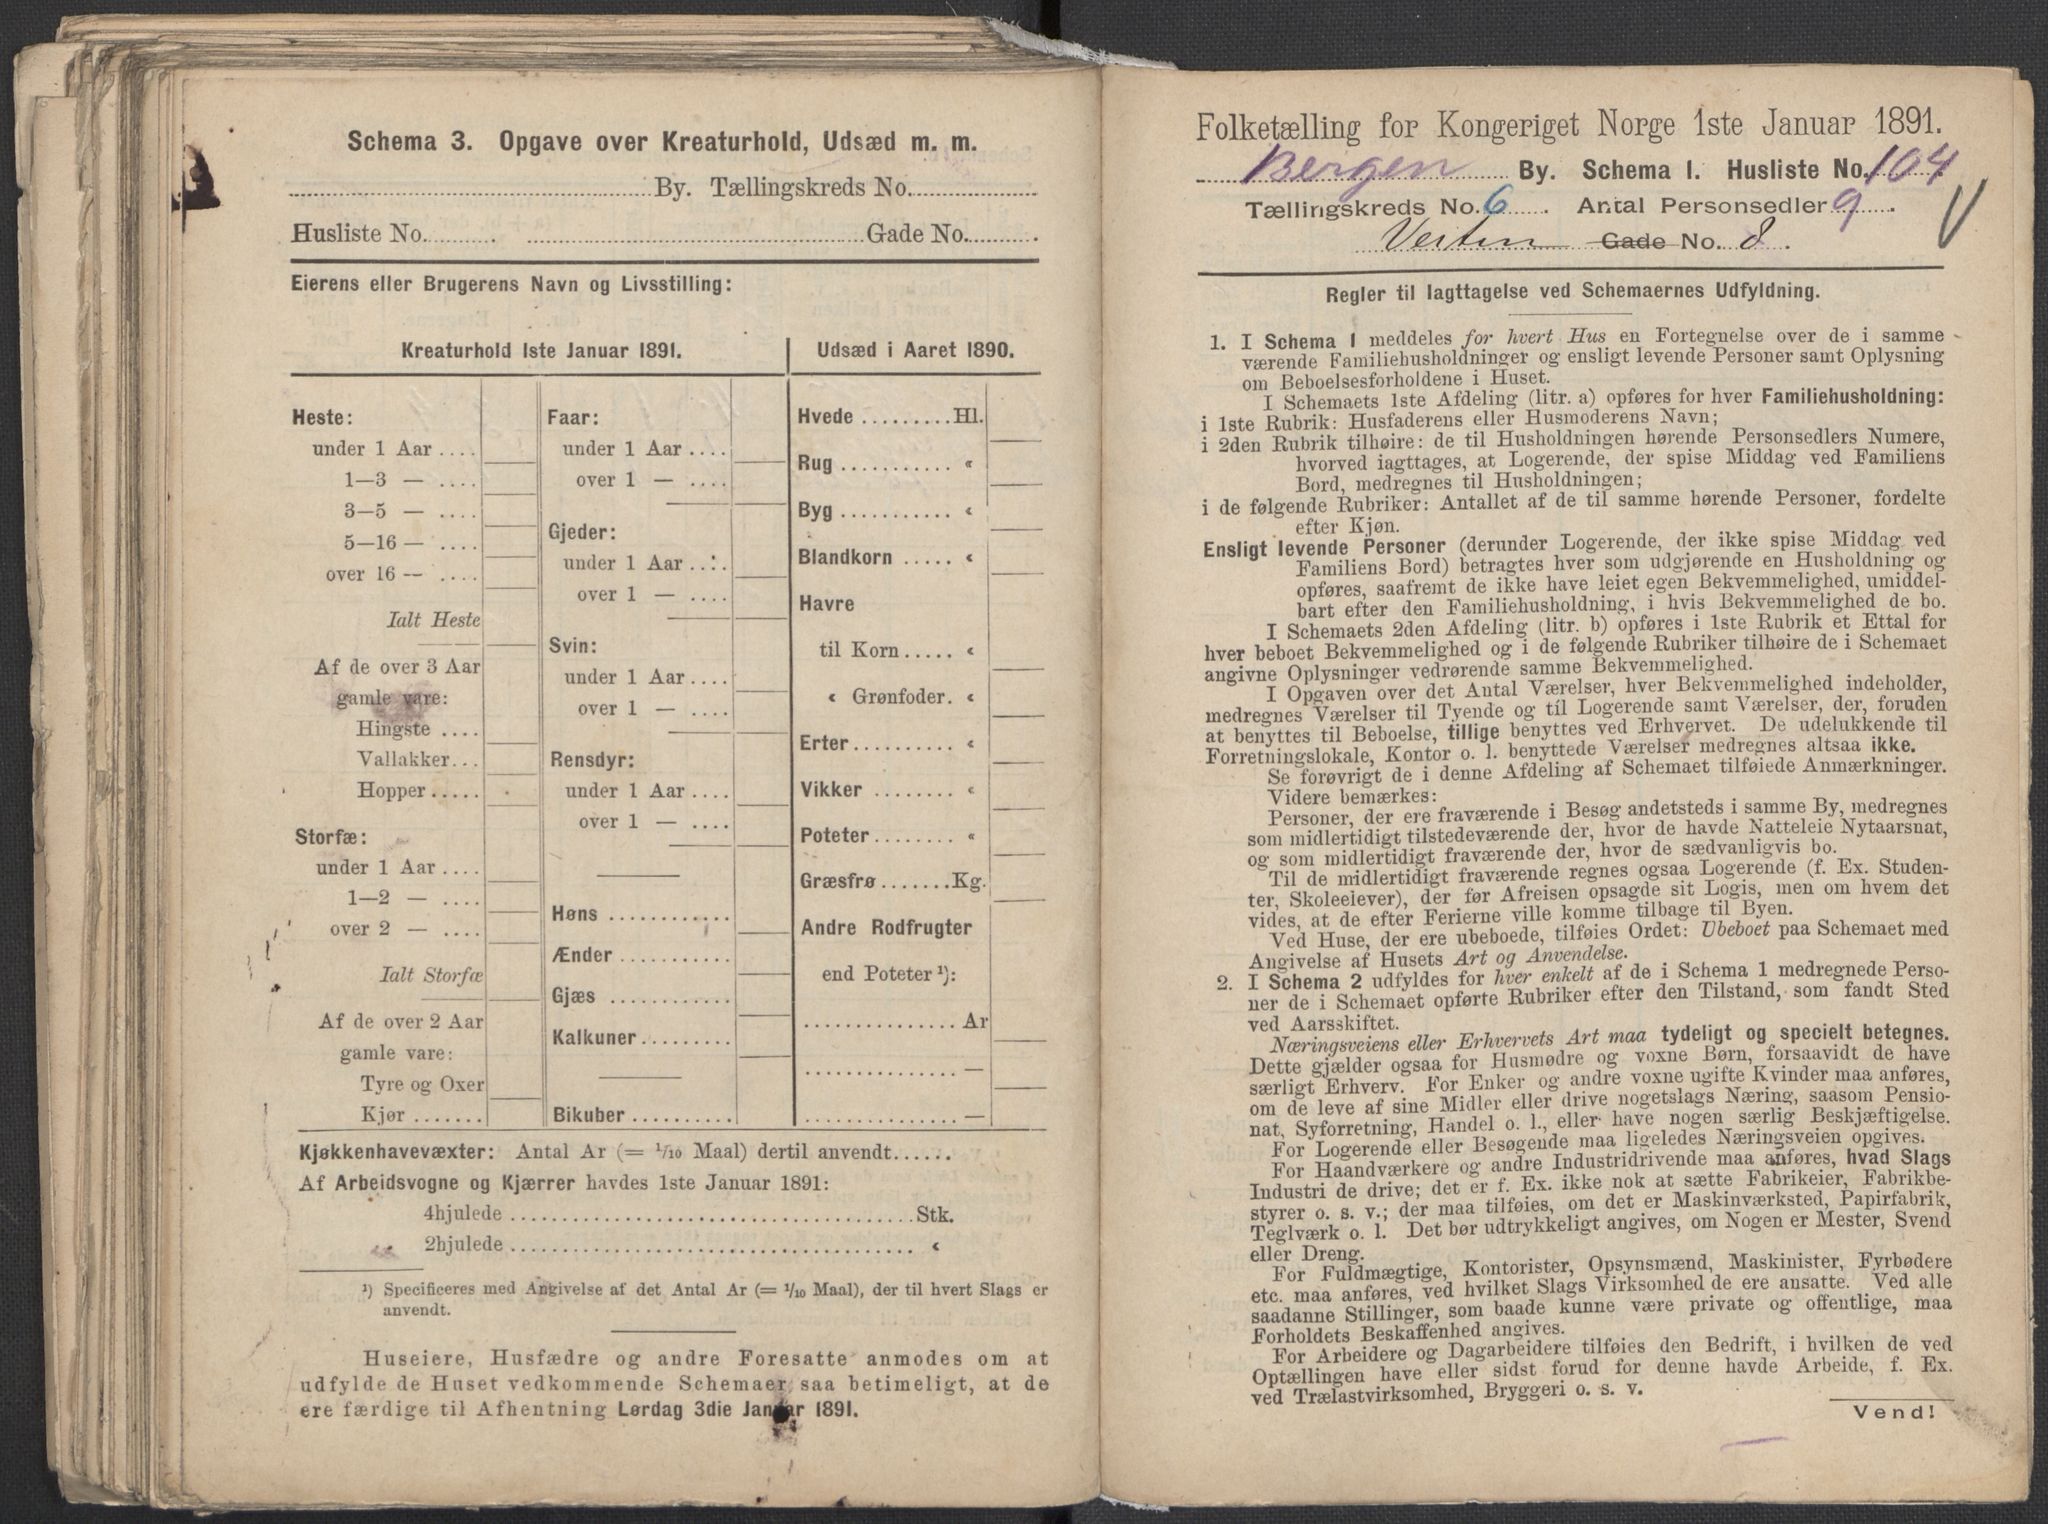 Schema 3. Opgave over Kreaturhold, Udsæd m. m.
By. Tællingskreds No.
Husliste No. Gade No.
Eierens eller Brugerens Navn og Livsstilling:
Kreaturhold 1ste Januar 1891.
Heste:
under 1 Aar ....
1—3 — ....
3—5 — ....
5—16 — ....
over 16 — ....
Ialt Heste
Af de over 3 Aar
gamle vare:
Hingste ....
Vallakker...
Hopper.....
Storfæ:
under 1 Aar ....
1—2 — ....
over 2 — ....
Ialt Storfæ
Af de over 2 Aar
gamle vare:
Tyre og Oxer
Kjør .......
Faar:
under 1 Aar ....
over 1 — ....
Gjeder:
under 1 Aar ....
over 1 — ....
Svin:
under 1 Aar ....
over 1 — ....
Rensdyr:
under 1 Aar ....
over 1 — ....
Høns ............
Ænder ............
Gjæs ............
Kalkuner .........
Bikuber ..........
Udsæd i Aaret 1890.
Hvede .........Hl.
Rug ........... «
Byg ........... «
Blandkorn ..... «
Havre
til Korn ..... «
« Grønfoder. «
Erter.......... «
Vikker ........ «
Poteter ........ «
Græsfrø .......Kg.
Andre Rodfrugter
end Poteter ¹):
............... Ar
............... —
............... —
Kjøkkenhavevæxter: Antal Ar (= 1/10 Maal) dertil anvendt......
Af Arbeidsvogne og Kjærrer havdes 1ste Januar 1891:
4hjulede ........................................Stk.
2hjulede ........................................ «
¹) Specificeres med Angivelse af det Antal Ar (= 1/10 Maal), der til hvert Slags er
anvendt.
Huseiere, Husfædre og andre Foresatte anmodes om at
udfylde de Huset vedkommende Schemaer saa betimeligt, at de
ere færdige til Afhentning Lørdag 3die Januar 1891.
Folketælling for Kongeriget Norge 1ste Januar 1891.
Bergen By. Schema 1. Husliste No. 104
Tællingskreds No. 6. Antal Personsedler 9.
Gade No. 8.
Regler til Iagttagelse ved Schemaernes Udfyldning.
1. I Schema 1 meddeles for hvert Hus en Fortegnelse over de i samme
værende Familiehusholdninger og ensligt levende Personer samt Oplysning
om Beboelsesforholdene i Huset.
I Schemaets 1ste Afdeling (litr. a) opføres for hver Familiehusholdning:
i 1ste Rubrik: Husfaderens eller Husmoderens Navn;
i 2den Rubrik tilhøire: de til Husholdningen hørende Personsedlers Numere,
hvorved iagttages, at Logerende, der spise Middag ved Familiens
Bord, medregnes til Husholdningen;
i de følgende Rubriker: Antallet af de til samme hørende Personer, fordelte
efter Kjøn.
Ensligt levende Personer (derunder Logerende, der ikke spise Middag ved
Familiens Bord) betragtes hver som udgjørende en Husholdning og
opføres, saafremt de ikke have leiet egen Bekvemmelighed, umiddel-
bart efter den Familiehusholdning, i hvis Bekvemmelighed de bo.
I Schemaets 2den Afdeling (litr. b) opføres i 1ste Rubrik et Ettal for
hver beboet Bekvemmelighed og i de følgende Rubriker tilhøire de i Schemaet
angivne Oplysninger vedrørende samme Bekvemmelighed.
I Opgaven over det Antal Værelser, hver Bekvemmelighed indeholder,
medregnes Værelser til Tyende og til Logerende samt Værelser, der, foruden
at benyttes til Beboelse, tillige benyttes ved Erhvervet. De udelukkende til
Forretningslokale, Kontor o. l. benyttede Værelser medregnes altsaa ikke.
Se forøvrigt de i denne Afdeling af Schemaet tilføiede Anmærkninger.
Videre bemærkes:
Personer, der ere fraværende i Besøg andetsteds i samme By, medregnes
som midlertidigt tilstedeværende der, hvor de havde Natteleie Nytaarsnat,
og som midlertidigt fraværende der, hvor de sædvanligvis bo.
Til de midlertidigt fraværende regnes ogsaa Logerende (f. Ex. Studen-
ter, Skoleelever), der før Afreisen opsagde sit Logis, men om hvem det
vides, at de efter Ferierne ville komme tilbage til Byen.
Ved Huse, der ere ubeboede, tilføies Ordet: Ubeboet paa Schemaet med
Angivelse af Husets Art og Anvendelse.
2. I Schema 2 udfyldes for hver enkelt af de i Schema 1 medregnede Perso-
ner de i Schemaet opførte Rubriker efter den Tilstand, som fandt Sted
ved Aarsskiftet.
Næringsveiens eller Erhvervets Art maa tydeligt og specielt betegnes.
Dette gjælder ogsaa for Husmødre og voxne Børn, forsaavidt de have
særligt Erhverv. For Enker og andre voxne ugifte Kvinder maa anføres,
om de leve af sine Midler eller drive nogetslags Næring, saasom Pensio-
nat, Syforretning, Handel o. l., eller have nogen særlig Beskjæftigelse.
For Logerende eller Besøgende maa ligeledes Næringsveien opgives.
For Haandværkere og andre Industridrivende maa anføres, hvad Slags
Industri de drive; det er f. Ex. ikke nok at sætte Fabrikeier, Fabrikbe-
styrer o. s. v.; der maa tilføies, om det er Maskinværksted, Papirfabrik,
Teglværk o. l. Det bør udtrykkeligt angives, om Nogen er Mester, Svend
eller Dreng.
For Fuldmægtige, Kontorister, Opsynsmænd, Maskinister, Fyrbødere
etc. maa anføres, ved hvilket Slags Virksomhed de ere ansatte. Ved alle
saadanne Stillinger, som baade kunne være private og offentlige, maa
Forholdets Beskaffenhed angives.
For Arbeidere og Dagarbeidere tilføies den Bedrift, i hvilken de ved
Optællingen have eller sidst forud for denne havde Arbeide, f. Ex.
ved Trælastvirksomhed, Bryggeri o. s. v.
Vend!